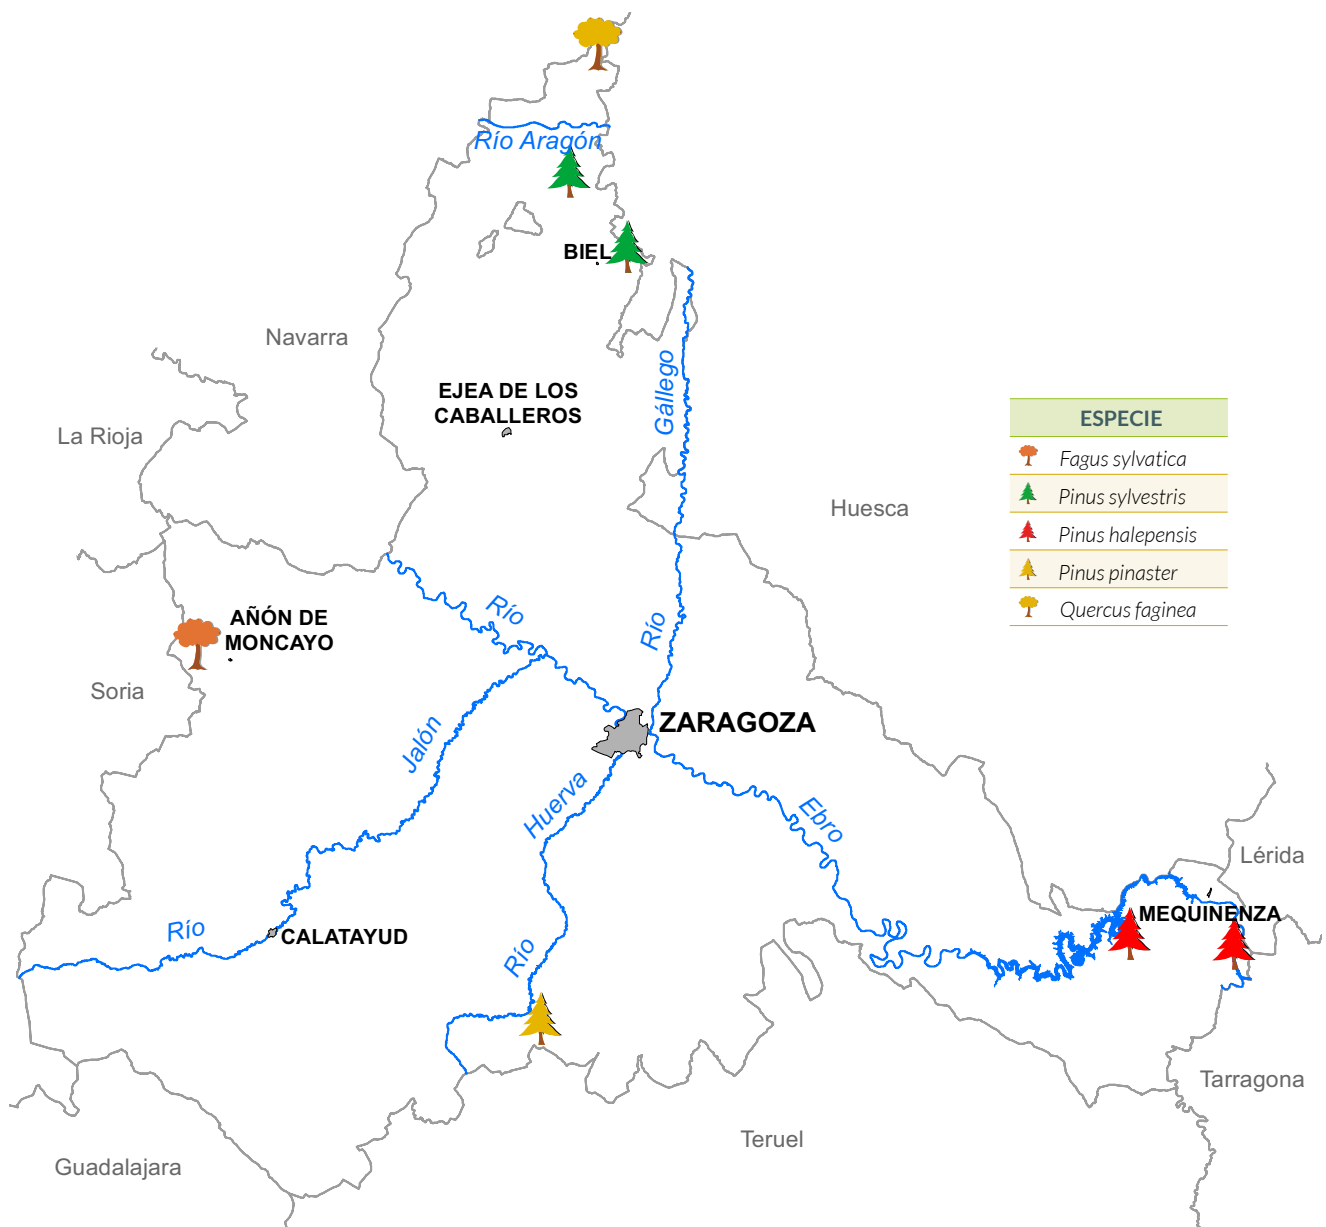 Río Aragón
BIEL
Navarra
Gállego
EJEA DE LOS
CABALLEROS
La Rioja
Huesca
ESPECIE
Fagus sylvatica
Pinus sylvestris
Pinus halepensis
Pinus pinaster
Quercus faginea
Río
Río
AÑÓN DE
MONCAYO
Soria
ZARAGOZA
Jalón
Huerva
Ebro
Lérida
MEQUINENZA
Río
CALATAYUD
Río
Tarragona
Teruel
Guadalajara